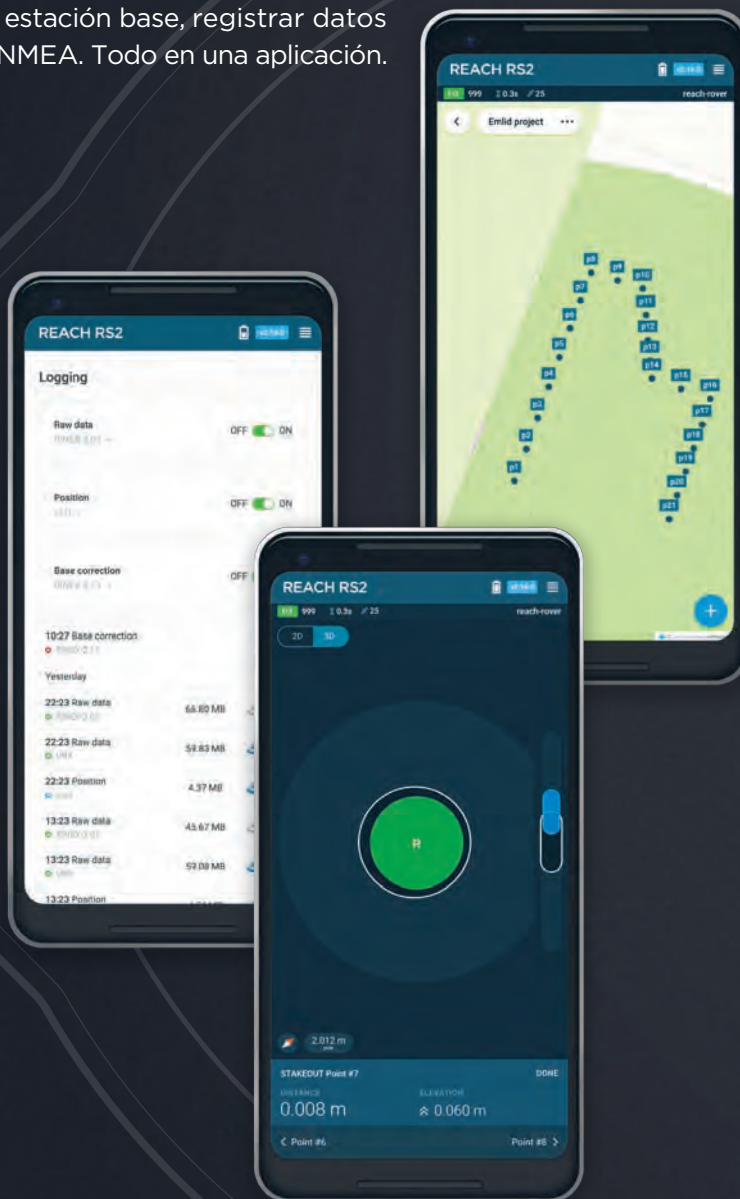 estación base, registrar datos
NMEA. Todo en una aplicación.
REACH RS2
999 0.3s 25
reach-rover
Emlid project
p1
p2
p3
p4
p5
p6
p7
p8
p9
p10
p11
p12
p13
p14
p15
p16
p17
p18
p19
p20
p21
+
REACH RS2
Logging
Raw data
OFF ON
Position
OFF ON
Base correction
OFF
10:27 Base correction
Yesterday
22:23 Raw data
66.80 MB
22:23 Raw data
59.83 MB
22:23 Position
4.37 MB
13:23 Raw data
45.67 MB
13:23 Raw data
59.08 MB
13:23 Position
REACH RS2
999 0.3s 25
reach-rover
2D 3D
R
2.012 m
STAKEOUT Point #7 DONE
DISTANCE ELEVATION
0.008 m 0.060 m
Point #6 Point #8